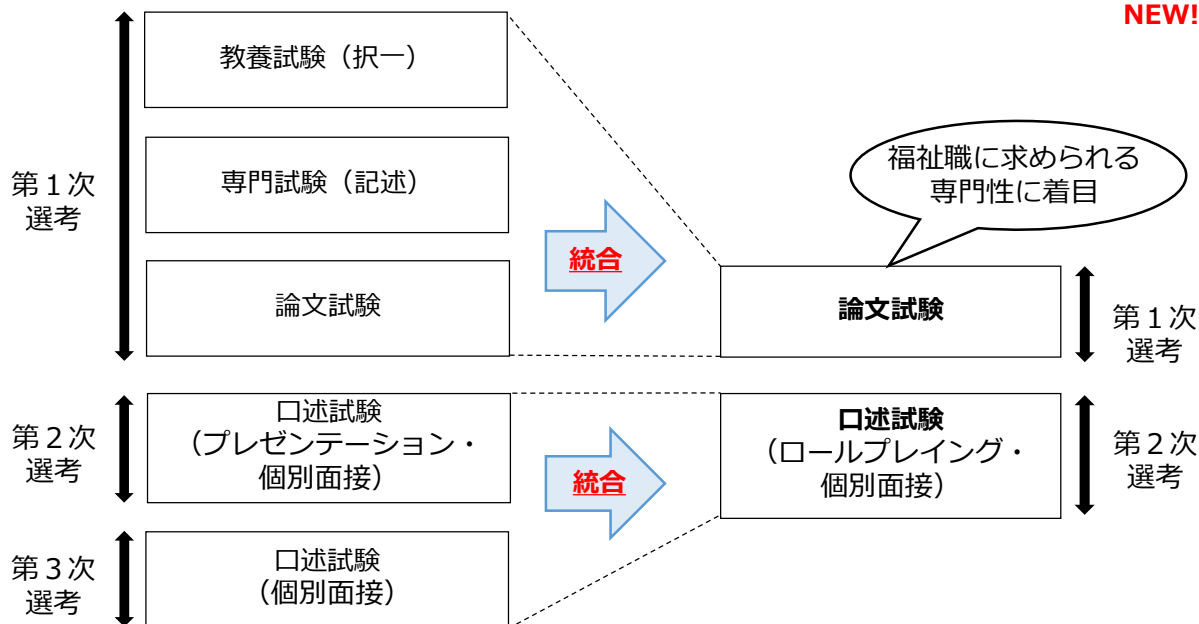 NEW!
教養試験（択一）
専門試験（記述）
論文試験
第１次
選考
統合
福祉職に求められる
専門性に着目
論文試験
第１次
選考
第２次
選考
口述試験
（プレゼンテーション・
個別面接）
統合
口述試験
（ロールプレイング・
個別面接）
第２次
選考
第３次
選考
口述試験
（個別面接）